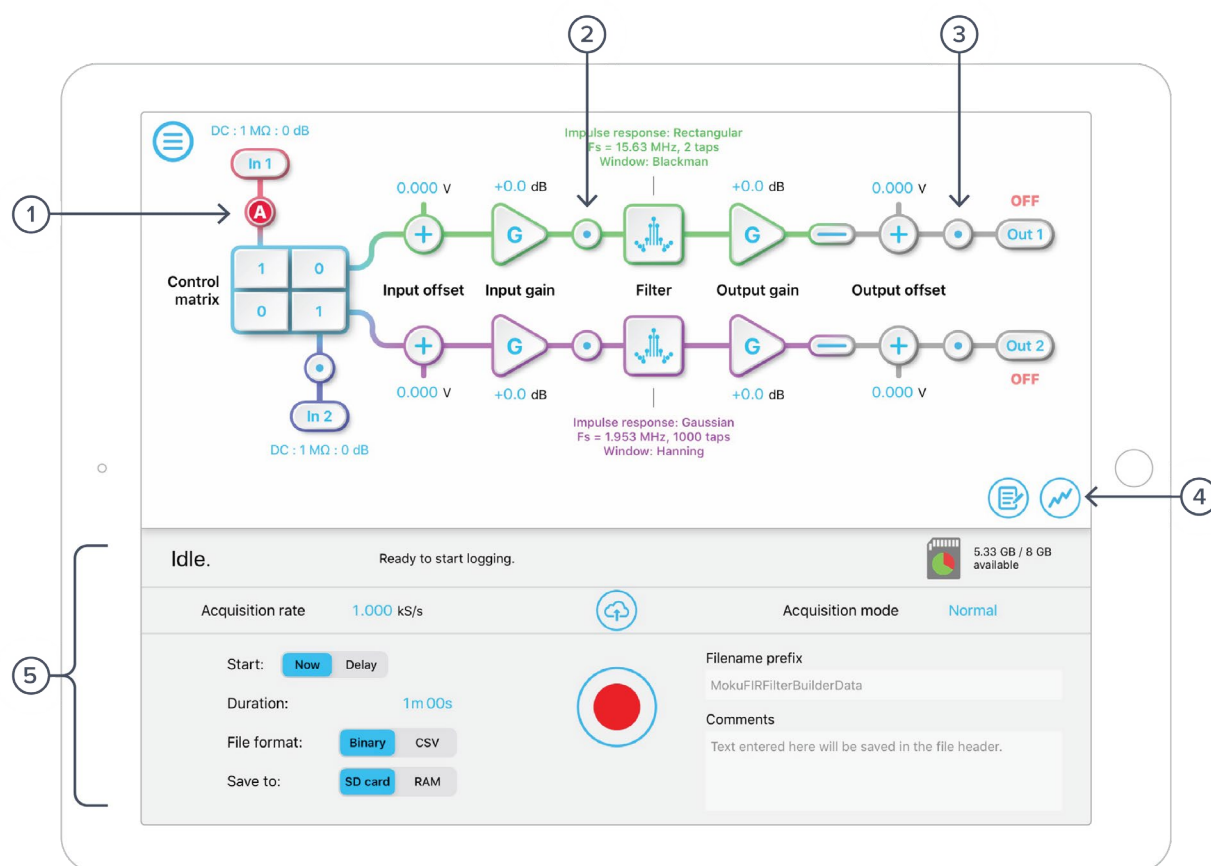 2
3
DC : 1 MΩ : 0 dB
In 1
Impulse response: Rectangular
Fs = 15.63 MHz, 2 taps
Window: Blackman
0.000 V
+0.0 dB
+0.0 dB
0.000 V
OFF
1
A
G
G
Out 1
Control
matrix
1 0
0 1
Input offset
Input gain
Filter
Output gain
Output offset
G
G
Out 2
0.000 V
+0.0 dB
+0.0 dB
0.000 V
OFF
In 2
DC : 1 MΩ : 0 dB
Impulse response: Gaussian
Fs = 1.953 MHz, 1000 taps
Window: Hanning
4
5
Idle.
Ready to start logging.
5.33 GB / 8 GB
available
Acquisition rate 1.000 kS/s
Acquisition mode Normal
Start: Now Delay
Duration: 1m 00s
File format: Binary CSV
Save to: SD card RAM
Filename prefix
MokuFIRFilterBuilderData
Comments
Text entered here will be saved in the file header.